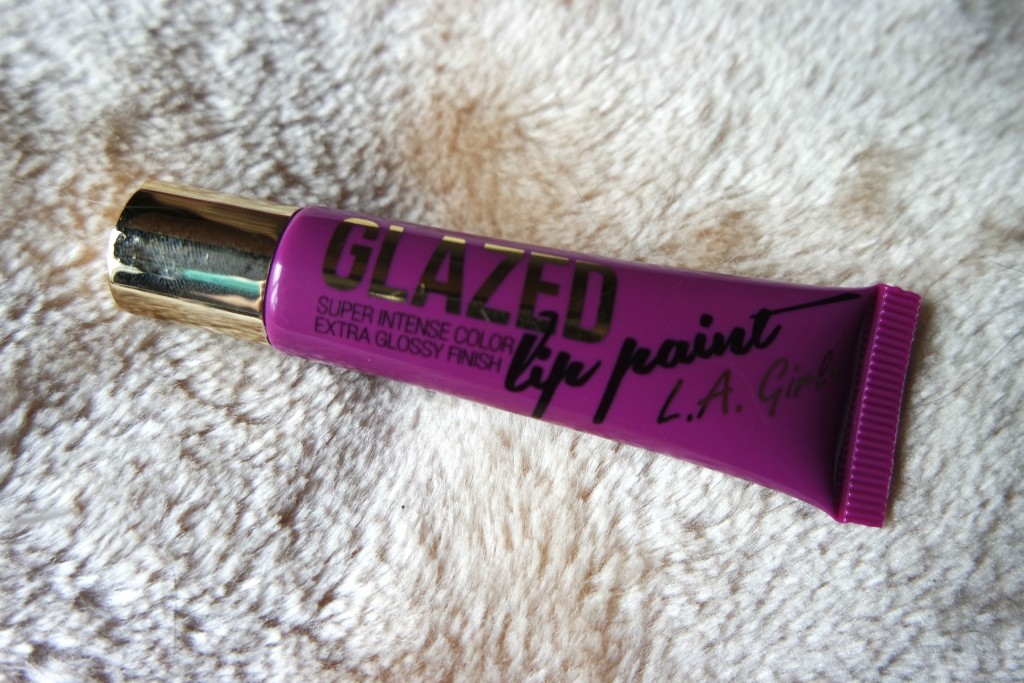 GLAZED
SUPER INTENSE COLOR
EXTRA GLOSSY FINISH
lip paint
L.A. Girl